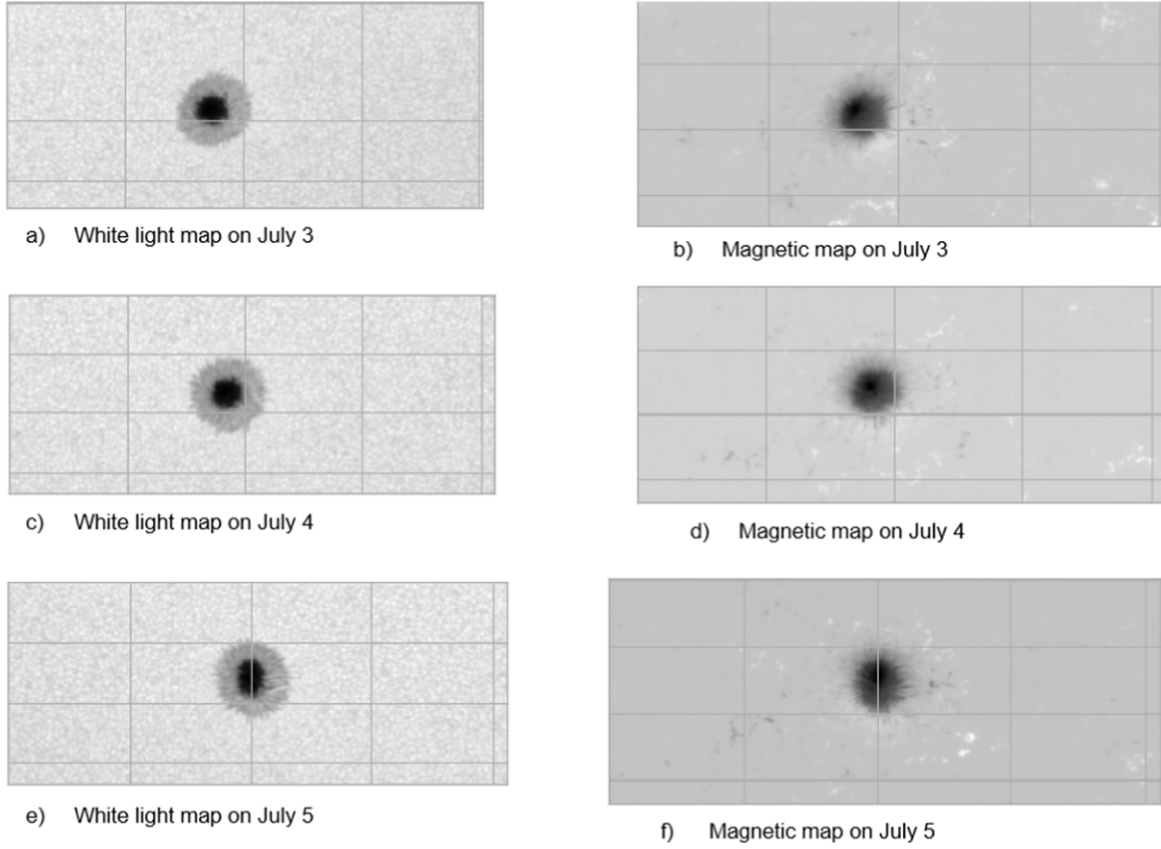 a) White light map on July 3
b) Magnetic map on July 3
c) White light map on July 4
d) Magnetic map on July 4
e) White light map on July 5
f) Magnetic map on July 5